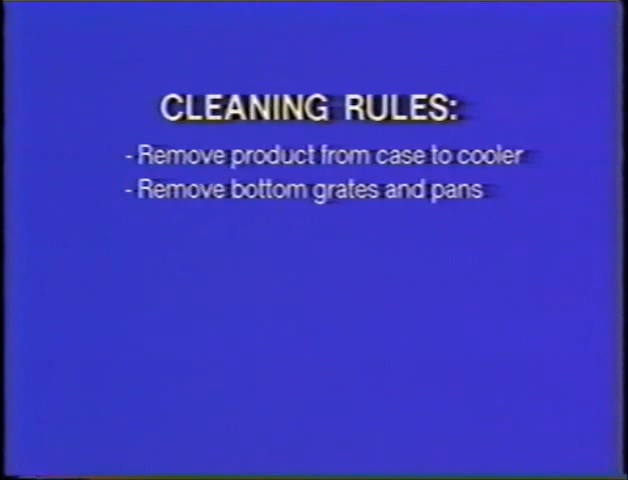 CLEANING RULES:
- Remove product from case to cooler
- Remove bottom grates and pans